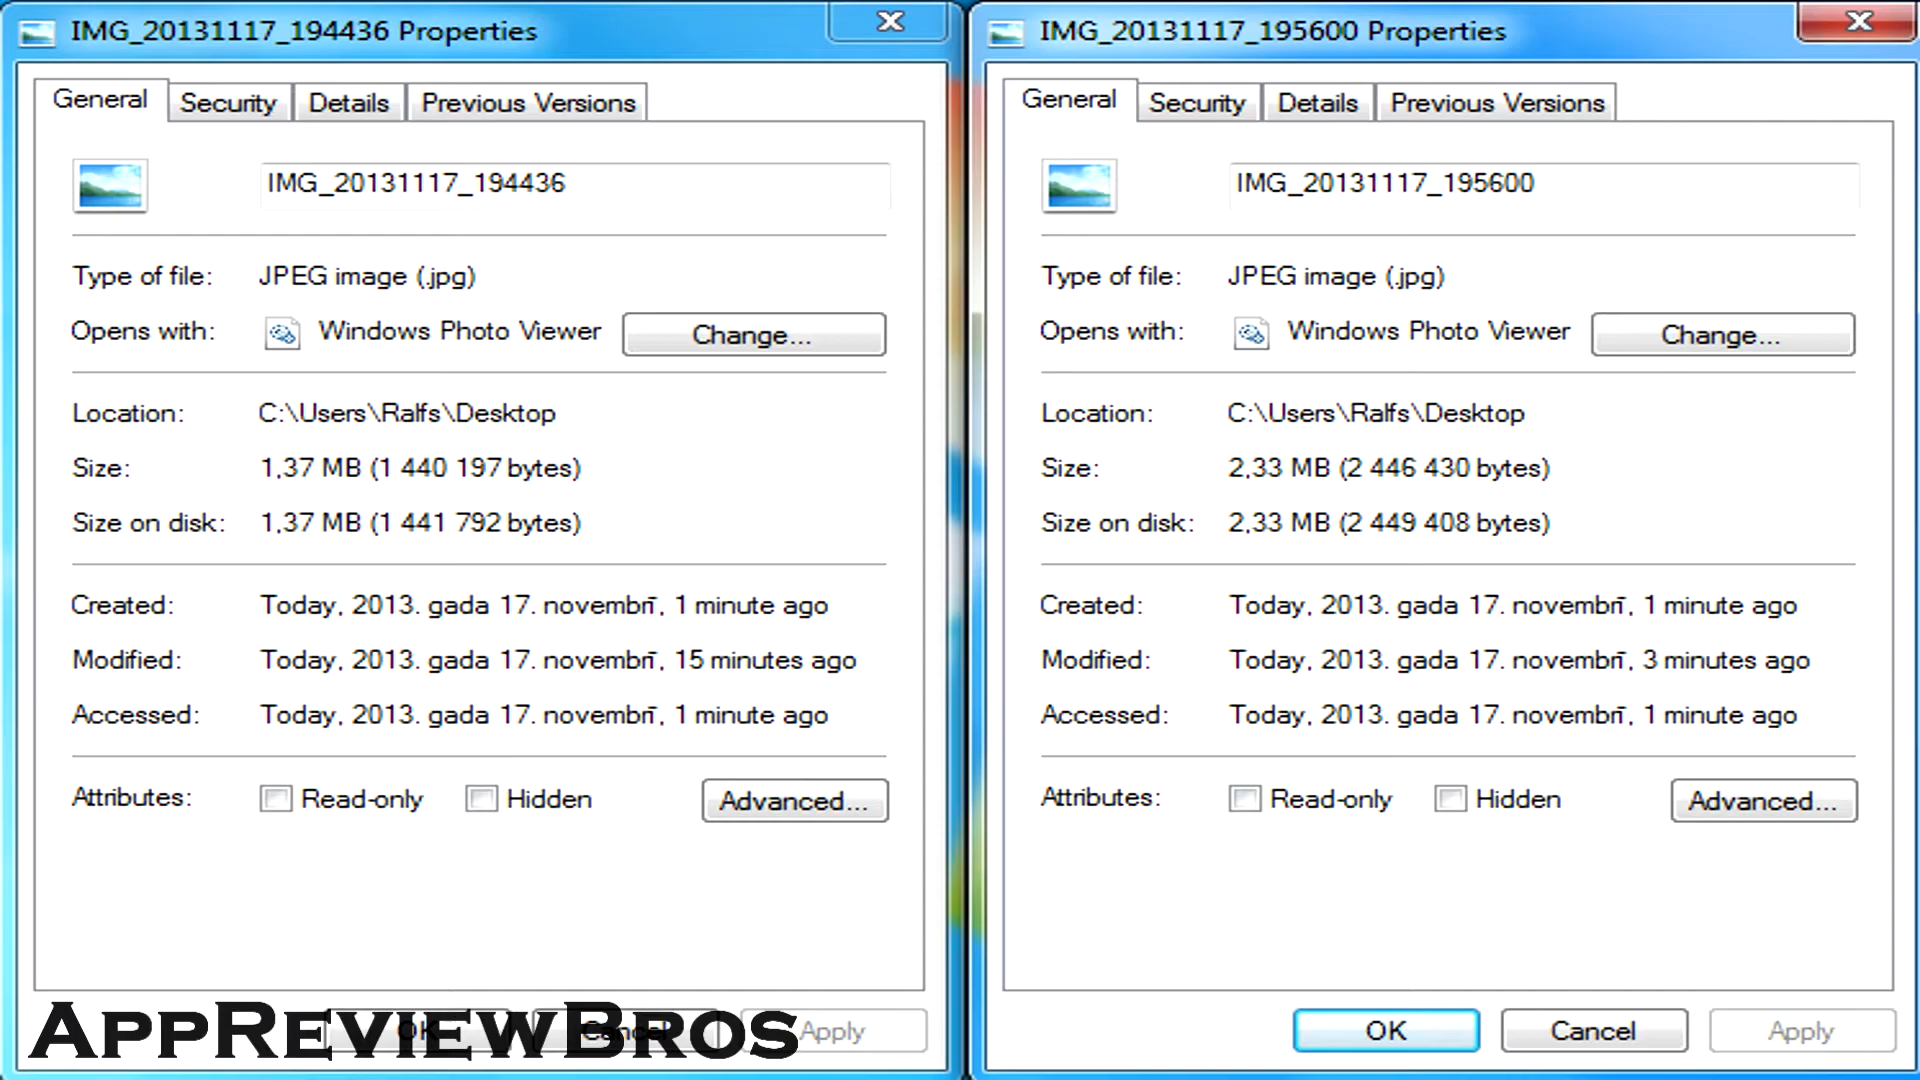 IMG_20131117_194436 Properties
General Security Details Previous Versions
IMG_20131117_194436
Type of file: JPEG image (.jpg)
Opens with: Windows Photo Viewer Change...
Location: C:\Users\Ralfs\Desktop
Size: 1,37 MB (1 440 197 bytes)
Size on disk: 1,37 MB (1 441 792 bytes)
Created: Today, 2013. gada 17. novembrī, 1 minute ago
Modified: Today, 2013. gada 17. novembrī, 15 minutes ago
Accessed: Today, 2013. gada 17. novembrī, 1 minute ago
Attributes: Read-only Hidden Advanced...
OK Cancel Apply
AppReviewBros
IMG_20131117_195600 Properties
General Security Details Previous Versions
IMG_20131117_195600
Type of file: JPEG image (.jpg)
Opens with: Windows Photo Viewer Change...
Location: C:\Users\Ralfs\Desktop
Size: 2,33 MB (2 446 430 bytes)
Size on disk: 2,33 MB (2 449 408 bytes)
Created: Today, 2013. gada 17. novembrī, 1 minute ago
Modified: Today, 2013. gada 17. novembrī, 3 minutes ago
Accessed: Today, 2013. gada 17. novembrī, 1 minute ago
Attributes: Read-only Hidden Advanced...
OK Cancel Apply